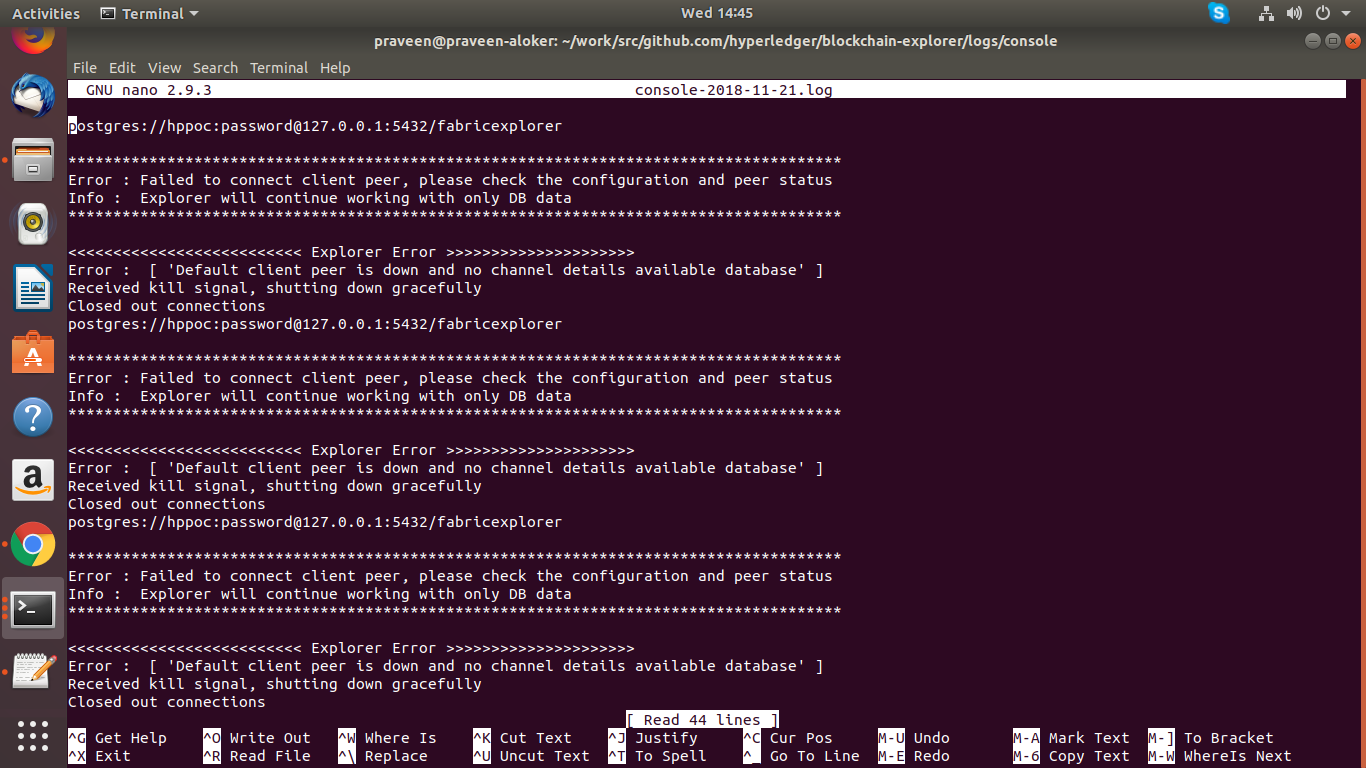 Activities Terminal Wed 14:45
praveen@praveen-aloker: ~/work/src/github.com/hyperledger/blockchain-explorer/logs/console
File Edit View Search Terminal Help
GNU nano 2.9.3 console-2018-11-21.log
postgres://hppoc:password@127.0.0.1:5432/fabricexplorer
**************************************************************************************
Error : Failed to connect client peer, please check the configuration and peer status
Info :  Explorer will continue working with only DB data
**************************************************************************************
<<<<<<<<<<<<<<<<<<<<<<<<<< Explorer Error >>>>>>>>>>>>>>>>>>>>>
Error :  [ 'Default client peer is down and no channel details available database' ]
Received kill signal, shutting down gracefully
Closed out connections
postgres://hppoc:password@127.0.0.1:5432/fabricexplorer
**************************************************************************************
Error : Failed to connect client peer, please check the configuration and peer status
Info :  Explorer will continue working with only DB data
**************************************************************************************
<<<<<<<<<<<<<<<<<<<<<<<<<< Explorer Error >>>>>>>>>>>>>>>>>>>>>
Error :  [ 'Default client peer is down and no channel details available database' ]
Received kill signal, shutting down gracefully
Closed out connections
postgres://hppoc:password@127.0.0.1:5432/fabricexplorer
**************************************************************************************
Error : Failed to connect client peer, please check the configuration and peer status
Info :  Explorer will continue working with only DB data
**************************************************************************************
<<<<<<<<<<<<<<<<<<<<<<<<<< Explorer Error >>>>>>>>>>>>>>>>>>>>>
Error :  [ 'Default client peer is down and no channel details available database' ]
Received kill signal, shutting down gracefully
Closed out connections
[ Read 44 lines ]
^G Get Help ^O Write Out ^W Where Is ^K Cut Text ^J Justify ^C Cur Pos M-U Undo M-A Mark Text M-] To Bracket
^X Exit ^R Read File ^\ Replace ^U Uncut Text ^T To Spell ^_ Go To Line M-E Redo M-6 Copy Text M-W WhereIs Next